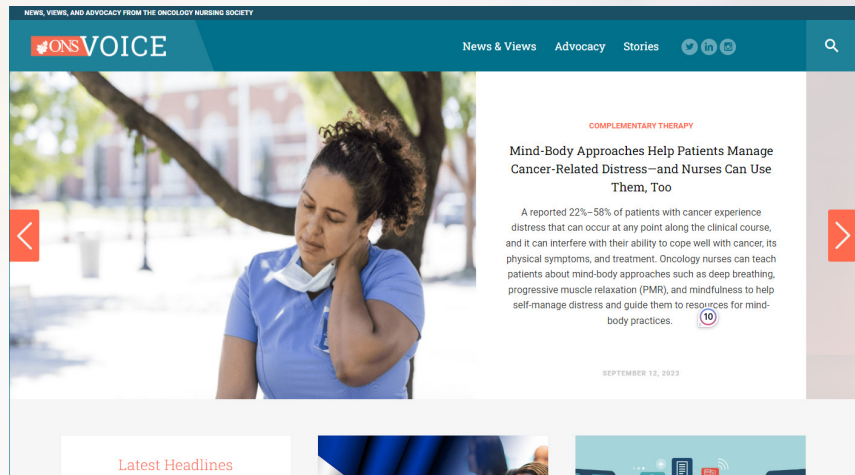 NEWS, VIEWS, AND ADVOCACY FROM THE ONCOLOGY NURSING SOCIETY
ONS VOICE
News & Views Advocacy Stories
COMPLEMENTARY THERAPY
Mind-Body Approaches Help Patients Manage
Cancer-Related Distress—and Nurses Can Use
Them, Too
A reported 22%–58% of patients with cancer experience
distress that can occur at any point along the clinical course,
and it can interfere with their ability to cope well with cancer, its
physical symptoms, and treatment. Oncology nurses can teach
patients about mind-body approaches such as deep breathing,
progressive muscle relaxation (PMR), and mindfulness to help
self-manage distress and guide them to resources for mind-
body practices.
10
SEPTEMBER 12, 2023
Latest Headlines